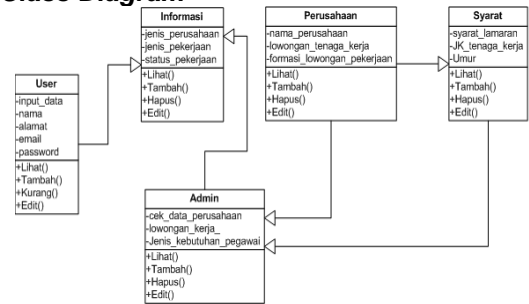 Class Diagram
Informasi
-jenis_perusahaan
-jenis_pekerjaan
-status_pekerjaan
+Lihat()
+Tambah()
+Hapus()
+Edit()
Perusahaan
-nama_perusahaan
-lowongan_tenaga_kerja
-formasi_lowongan_pekerjaan
+Lihat()
+Tambah()
+Hapus()
+Edit()
Syarat
-syarat_lamaran
-JK_tenaga_kerja
-Umur
+Lihat()
+Tambah()
+Hapus()
+Edit()
User
-input_data
-nama
-alamat
-email
-password
+Lihat()
+Tambah()
+Kurang()
+Edit()
Admin
-cek_data_perusahaan
-lowongan_kerja_
-Jenis_kebutuhan_pegawai
+Lihat()
+Tambah()
+Hapus()
+Edit()